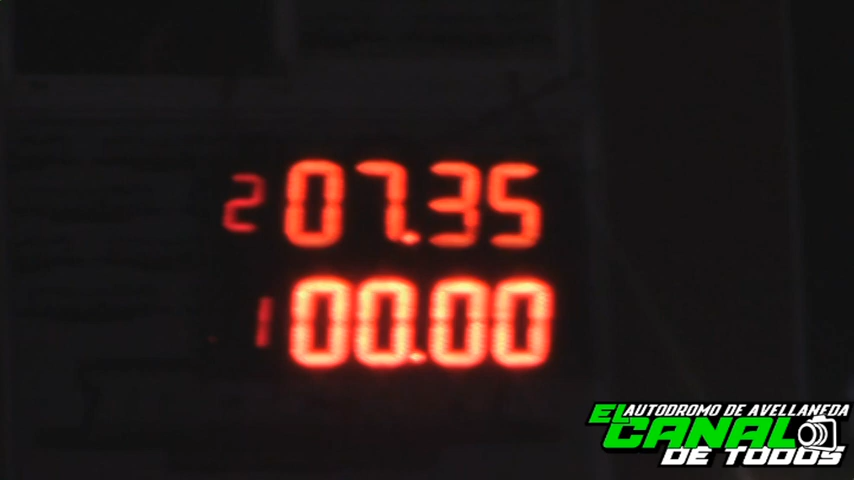 2 07.35
1 00.00
EL AUTODROMO DE AVELLANEDA
CANAL
DE TODOS